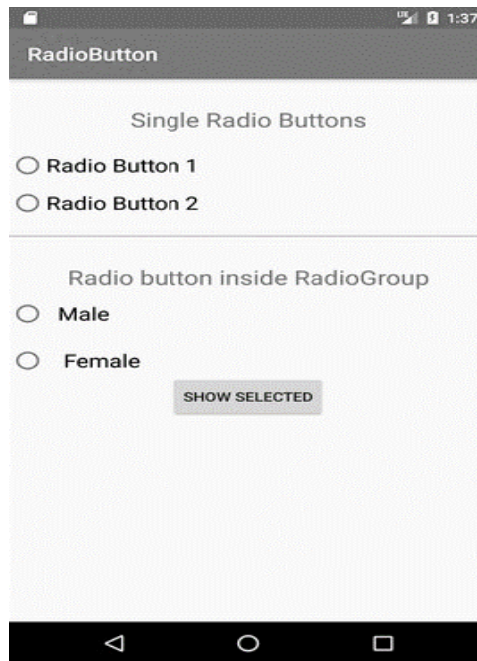 1:37
RadioButton
Single Radio Buttons
Radio Button 1
Radio Button 2
Radio button inside RadioGroup
Male
Female
SHOW SELECTED